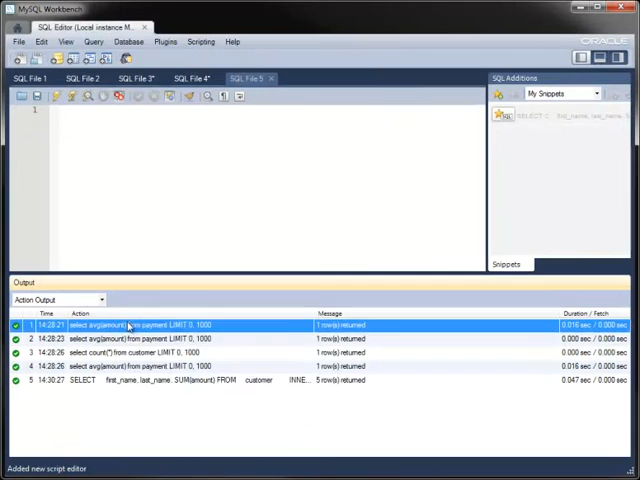 MySQL Workbench
SQL Editor (Local instance M... ×
File Edit View Query Database Plugins Scripting Help
ORACLE
SQL File 1 SQL File 2 SQL File 3* SQL File 4* SQL File 5 ×
SQL Additions
My Snippets
1
SELECT first_name, last_name, S
Snippets
Output
Action Output
Time Action Message Duration / Fetch
1 14:28:21 select avg(amount) from payment LIMIT 0, 1000 1 row(s) returned 0.016 sec / 0.000 sec
2 14:28:23 select avg(amount) from payment LIMIT 0, 1000 1 row(s) returned 0.000 sec / 0.000 sec
3 14:28:26 select count(*) from customer LIMIT 0, 1000 1 row(s) returned 0.000 sec / 0.000 sec
4 14:28:26 select avg(amount) from payment LIMIT 0, 1000 1 row(s) returned 0.016 sec / 0.000 sec
5 14:30:27 SELECT first_name, last_name, SUM(amount) FROM customer INNE... 5 row(s) returned 0.047 sec / 0.000 sec
Added new script editor